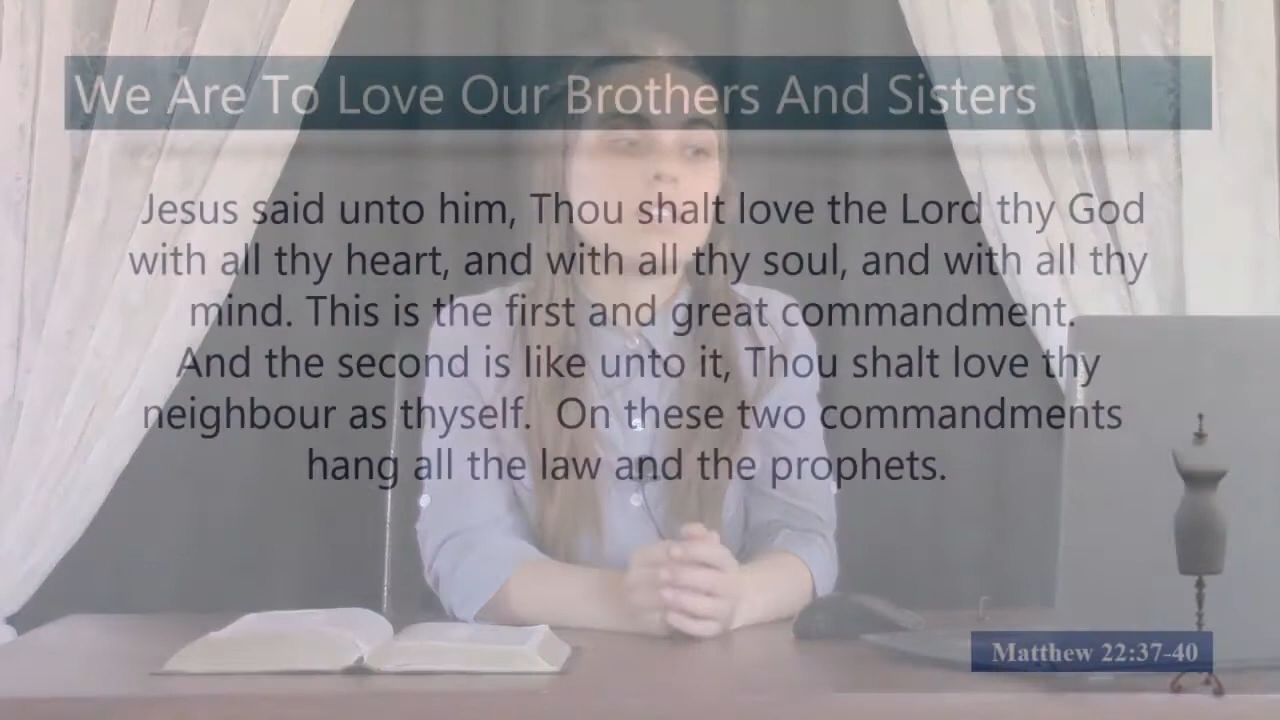 We Are To Love Our Brothers And Sisters
Jesus said unto him, Thou shalt love the Lord thy God
with all thy heart, and with all thy soul, and with all thy
mind. This is the first and great commandment.
And the second is like unto it, Thou shalt love thy
neighbour as thyself.  On these two commandments
hang all the law and the prophets.
Matthew 22:37-40